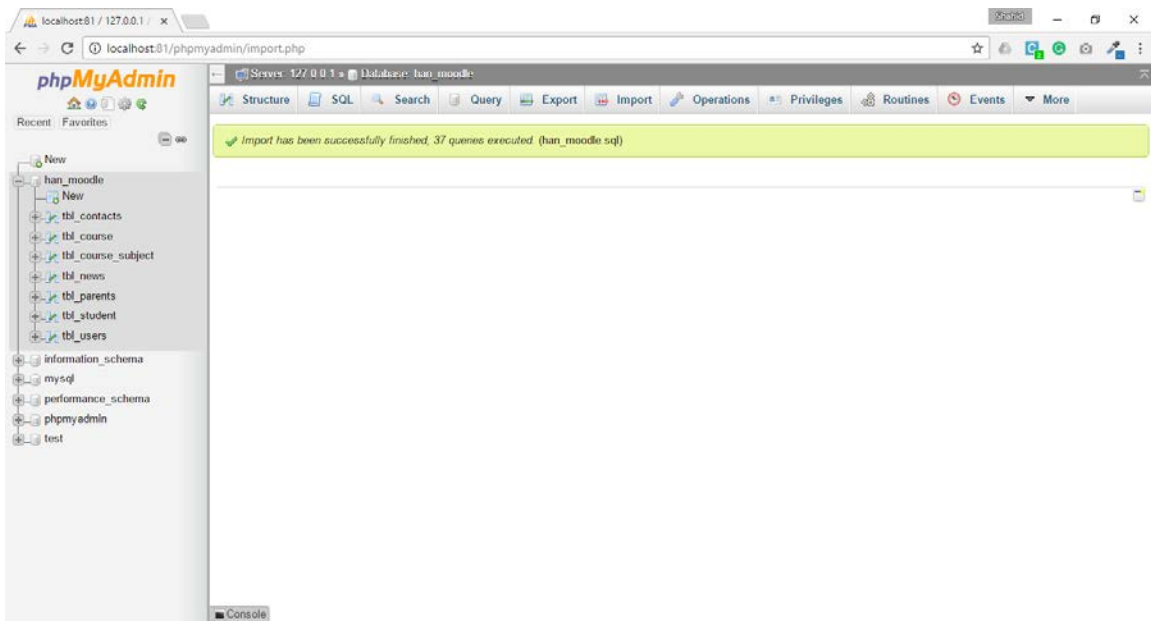 localhost:81 / 127.0.0.1 /
Shahid
localhost:81/phpmyadmin/import.php
phpMyAdmin
Recent Favorites
New
han_moodle
New
tbl_contacts
tbl_course
tbl_course_subject
tbl_news
tbl_parents
tbl_student
tbl_users
information_schema
mysql
performance_schema
phpmyadmin
test
Server: 127.0.0.1 » Database: han_moodle
Structure SQL Search Query Export Import Operations Privileges Routines Events More
Import has been successfully finished, 37 queries executed. (han_moodle.sql)
Console